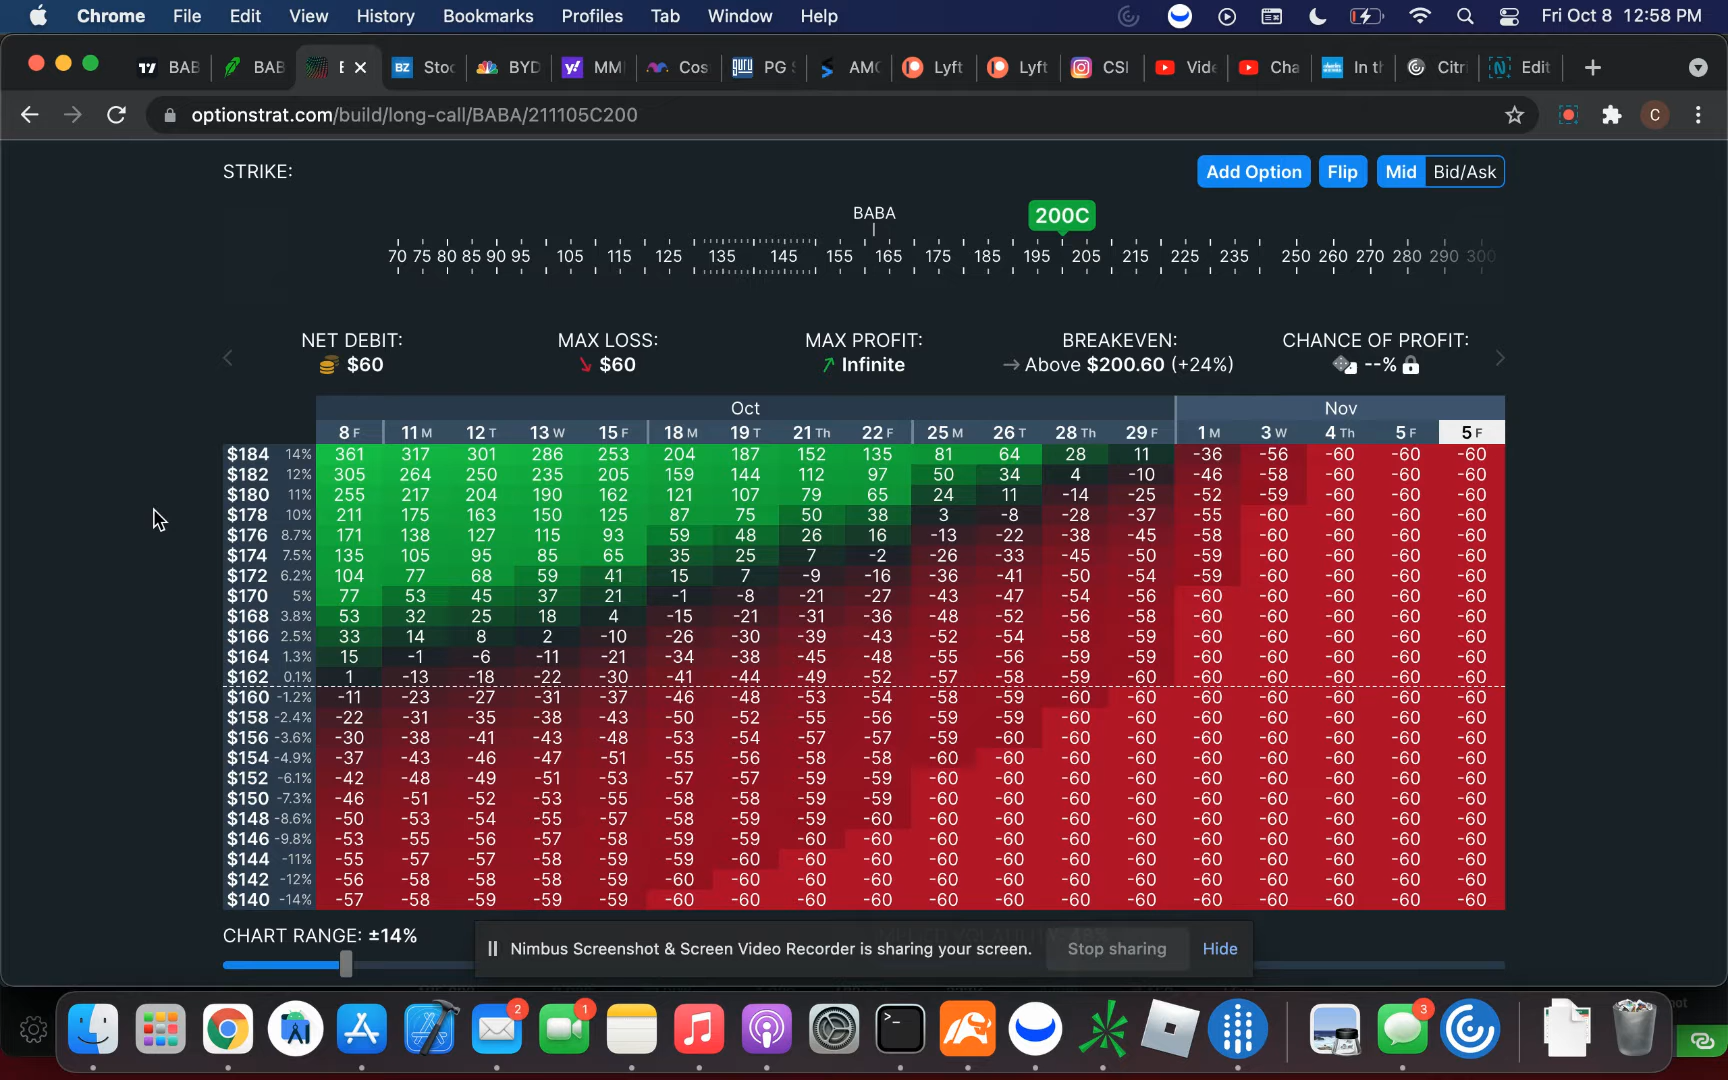 Chrome File Edit View History Bookmarks Profiles Tab Window Help Fri Oct 8 12:58 PM
BAB BAB E Stoc BYD MM Cos PG AMC Lyft Lyft CSI Vide Cha In th Citri Edit
optionstrat.com/build/long-call/BABA/211105C200 C
STRIKE: Add Option Flip Mid Bid/Ask
BABA 200C
70 75 80 85 90 95 105 115 125 135 145 155 165 175 185 195 205 215 225 235 250 260 270 280 290 300
NET DEBIT: MAX LOSS: MAX PROFIT: BREAKEVEN: CHANCE OF PROFIT:
$60 $60 Infinite Above $200.60 (+24%) --%
Oct Nov
8 F 11 M 12 T 13 W 15 F 18 M 19 T 21 Th 22 F 25 M 26 T 28 Th 29 F 1 M 3 W 4 Th 5 F 5 F
$184 14% 361 317 301 286 253 204 187 152 135 81 64 28 11 -36 -56 -60 -60 -60
$182 12% 305 264 250 235 205 159 144 112 97 50 34 4 -10 -46 -58 -60 -60 -60
$180 11% 255 217 204 190 162 121 107 79 65 24 11 -14 -25 -52 -59 -60 -60 -60
$178 10% 211 175 163 150 125 87 75 50 38 3 -8 -28 -37 -55 -60 -60 -60 -60
$176 8.7% 171 138 127 115 93 59 48 26 16 -13 -22 -38 -45 -58 -60 -60 -60 -60
$174 7.5% 135 105 95 85 65 35 25 7 -2 -26 -33 -45 -50 -59 -60 -60 -60 -60
$172 6.2% 104 77 68 59 41 15 7 -9 -16 -36 -41 -50 -54 -59 -60 -60 -60 -60
$170 5% 77 53 45 37 21 -1 -8 -21 -27 -43 -47 -54 -56 -60 -60 -60 -60 -60
$168 3.8% 53 32 25 18 4 -15 -21 -31 -36 -48 -52 -56 -58 -60 -60 -60 -60 -60
$166 2.5% 33 14 8 2 -10 -26 -30 -39 -43 -52 -54 -58 -59 -60 -60 -60 -60 -60
$164 1.3% 15 -1 -6 -11 -21 -34 -38 -45 -48 -55 -56 -59 -59 -60 -60 -60 -60 -60
$162 0.1% 1 -13 -18 -22 -30 -41 -44 -49 -52 -57 -58 -59 -60 -60 -60 -60 -60 -60
$160 -1.2% -11 -23 -27 -31 -37 -46 -48 -53 -54 -58 -59 -60 -60 -60 -60 -60 -60 -60
$158 -2.4% -22 -31 -35 -38 -43 -50 -52 -55 -56 -59 -59 -60 -60 -60 -60 -60 -60 -60
$156 -3.6% -30 -38 -41 -43 -48 -53 -54 -57 -57 -59 -60 -60 -60 -60 -60 -60 -60 -60
$154 -4.9% -37 -43 -46 -47 -51 -55 -56 -58 -58 -60 -60 -60 -60 -60 -60 -60 -60 -60
$152 -6.1% -42 -48 -49 -51 -53 -57 -57 -59 -59 -60 -60 -60 -60 -60 -60 -60 -60 -60
$150 -7.3% -46 -51 -52 -53 -55 -58 -58 -59 -59 -60 -60 -60 -60 -60 -60 -60 -60 -60
$148 -8.6% -50 -53 -54 -55 -57 -58 -59 -59 -60 -60 -60 -60 -60 -60 -60 -60 -60 -60
$146 -9.8% -53 -55 -56 -57 -58 -59 -59 -60 -60 -60 -60 -60 -60 -60 -60 -60 -60 -60
$144 -11% -55 -57 -57 -58 -59 -59 -60 -60 -60 -60 -60 -60 -60 -60 -60 -60 -60 -60
$142 -12% -56 -58 -58 -58 -59 -60 -60 -60 -60 -60 -60 -60 -60 -60 -60 -60 -60 -60
$140 -14% -57 -58 -59 -59 -59 -60 -60 -60 -60 -60 -60 -60 -60 -60 -60 -60 -60 -60
CHART RANGE: ±14%
Nimbus Screenshot & Screen Video Recorder is sharing your screen. Stop sharing Hide
2 1 3